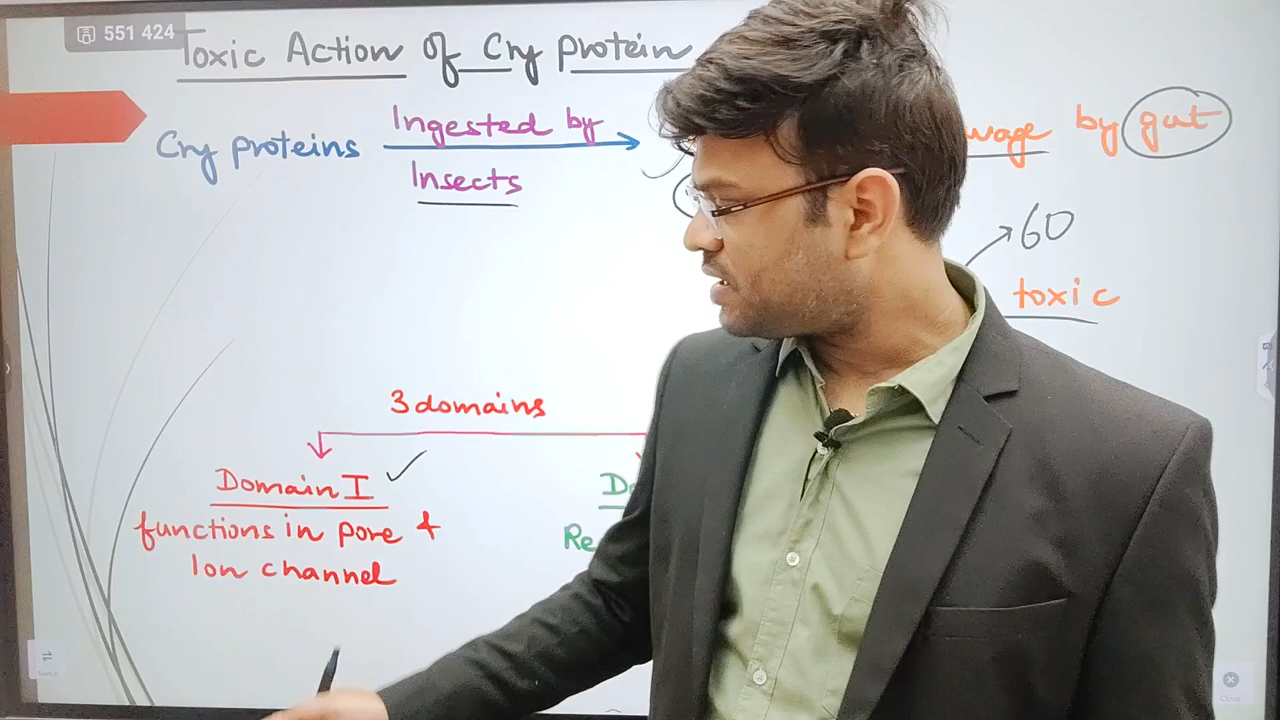 551 424
Toxic Action of Cry protein
Cry proteins Ingested by by gut
Insects
60
toxic
3 domains
Domain I
functions in pore &
Ion channel